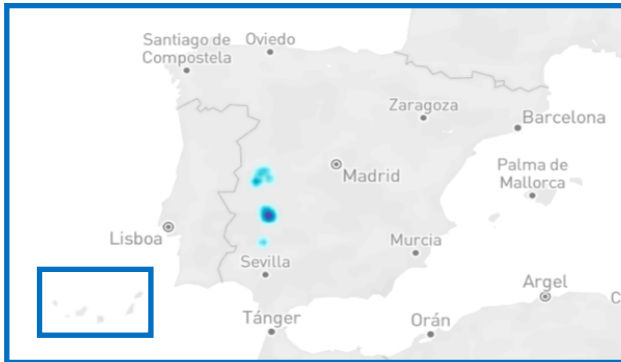 Santiago de
Compostela
Oviedo
Zaragoza
Barcelona
Madrid
Palma de
Mallorca
Lisboa
Murcia
Sevilla
Argel
C
Tánger
Orán